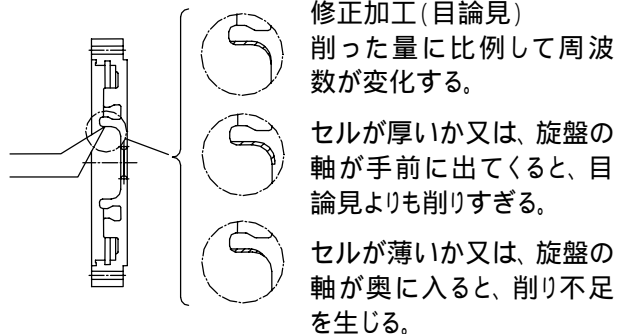 修正加工(目論見)
削った量に比例して周波
数が変化する。
セルが厚いか又は、旋盤の
軸が手前に出てくると、目
論見よりも削りすぎる。
セルが薄いか又は、旋盤の
軸が奥に入ると、削り不足
を生じる。